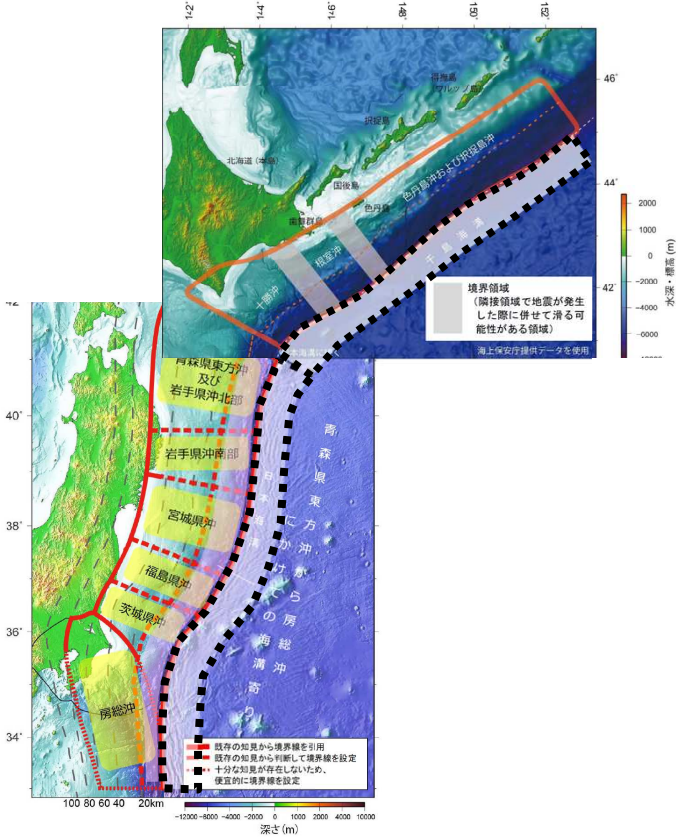 142°
144°
146°
148°
150°
152°
得撫島
(ウルップ島)
46°
択捉島
北海道(本島)
色丹島沖および択捉島沖
国後島
44°
色丹島
歯舞群島
2000
0
−2000
−4000
−6000
水深・標高 (m)
千島海溝
根室沖
十勝沖
42°
境界領域
(隣接領域で地震が発生
した際に併せて滑る可
能性がある領域)
海上保安庁提供データを使用
42°
青森県東方沖
及び
岩手県沖北部
40°
岩手県沖南部
日本海溝
青森県東方沖から房総沖
にかけての海溝寄り
38°
宮城県沖
福島県沖
茨城県沖
36°
房総沖
34°
既存の知見から境界線を引用
既存の知見から判断して境界線を設定
十分な知見が存在しないため、
便宜的に境界線を設定
100 80 60 40 20km
−12000 −8000 −6000 −4000 −2000 0 2000 4000 10000
深さ(m)